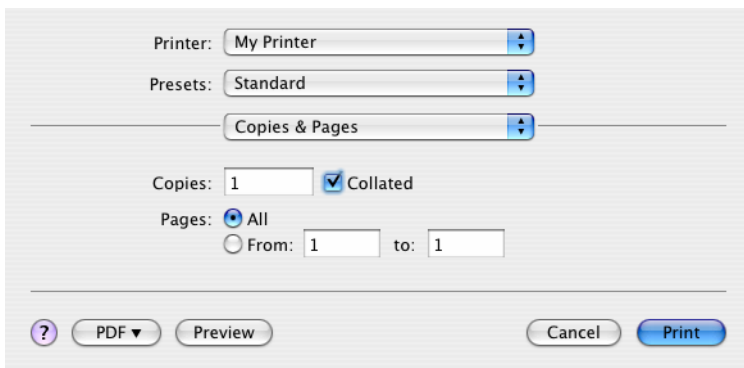 Printer: My Printer
Presets: Standard
Copies & Pages
Copies: 1 Collated
Pages: All
From: 1 to: 1
? PDF ▼ Preview Cancel Print